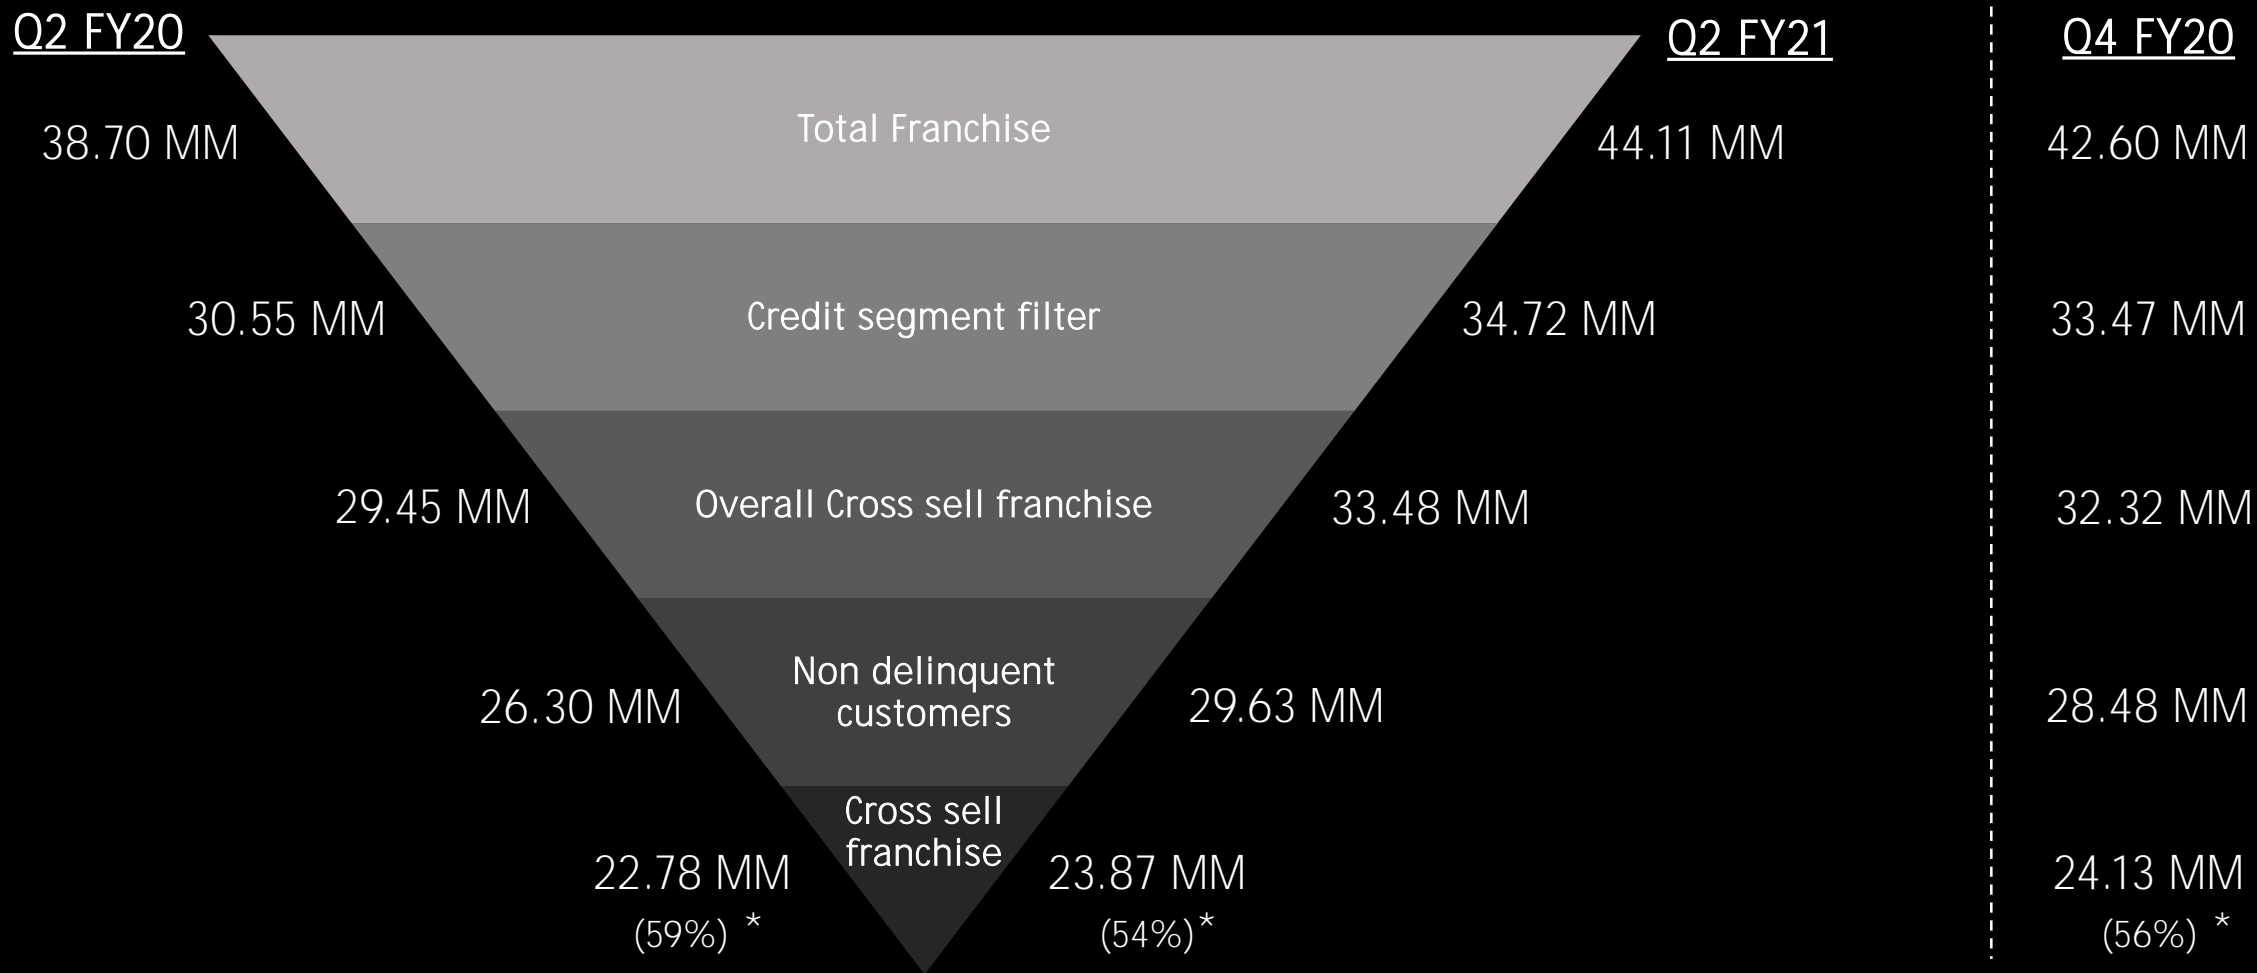 Q2 FY20
Q2 FY21
Q4 FY20
38.70 MM
Total Franchise
44.11 MM
42.60 MM
30.55 MM
Credit segment filter
34.72 MM
33.47 MM
29.45 MM
Overall Cross sell franchise
33.48 MM
32.32 MM
26.30 MM
Non delinquent
customers
29.63 MM
28.48 MM
22.78 MM
(59%) *
Cross sell
franchise
23.87 MM
(54%)*
24.13 MM
(56%) *